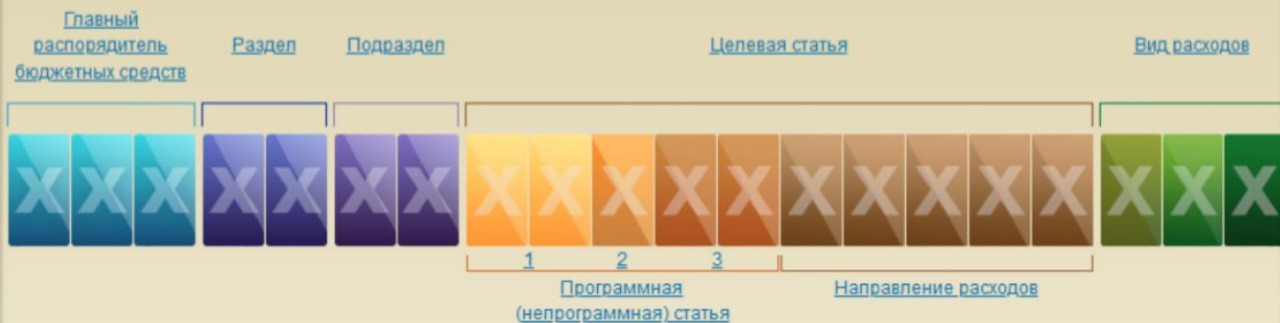 Главный
распорядитель
бюджетных средств
Раздел
Подраздел
Целевая статья
Вид расходов
X X X X X X X X X X X X X X X X X X X X
1 2 3
Программная
(непрограммная) статья
Направление расходов